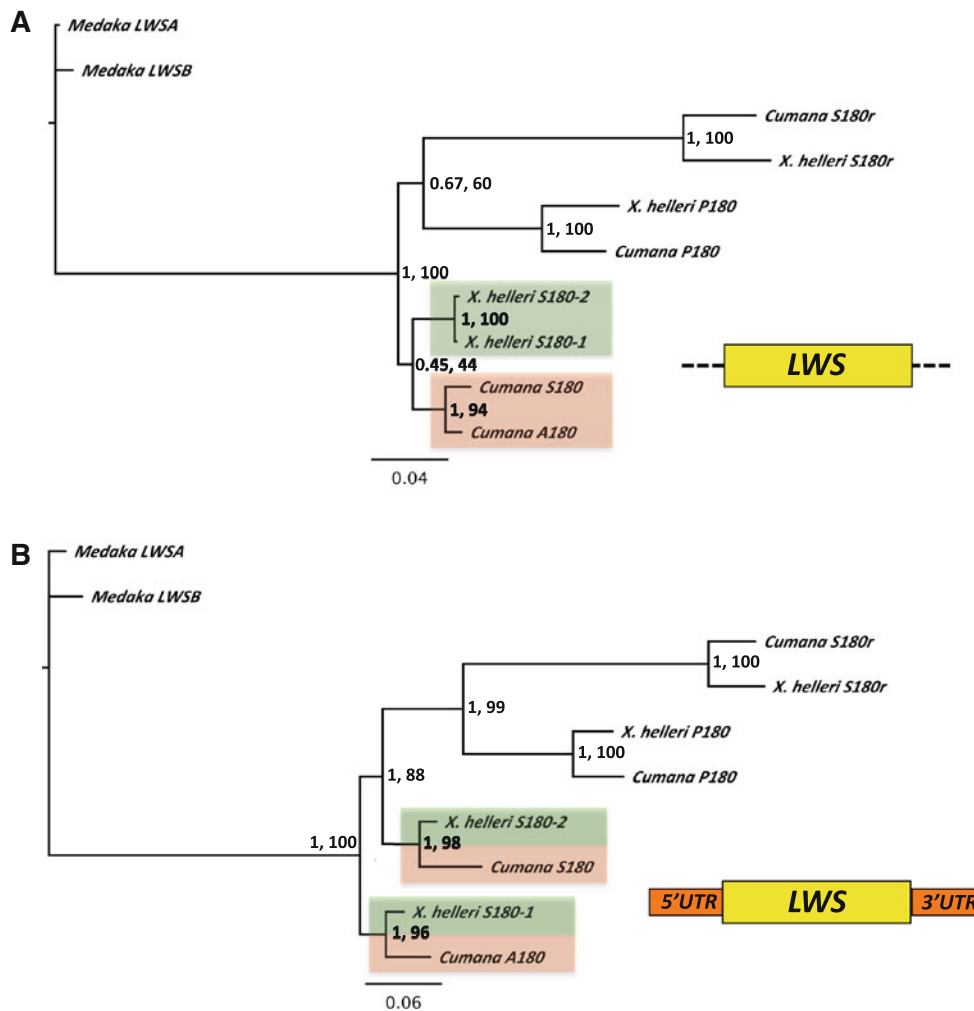 A
Medaka LWSA
Medaka LWSB
Cumana S180r
1, 100
X. helleri S180r
0.67, 60
X. helleri P180
1, 100
Cumana P180
1, 100
X. helleri S180-2
1, 100
X. helleri S180-1
0.45, 44
LWS
Cumana S180
1, 94
Cumana A180
0.04
B
Medaka LWSA
Medaka LWSB
Cumana S180r
1, 100
X. helleri S180r
1, 99
X. helleri P180
1, 100
Cumana P180
1, 88
X. helleri S180-2
1, 100
1, 98
Cumana S180
5'UTR LWS 3'UTR
X. helleri S180-1
1, 96
Cumana A180
0.06